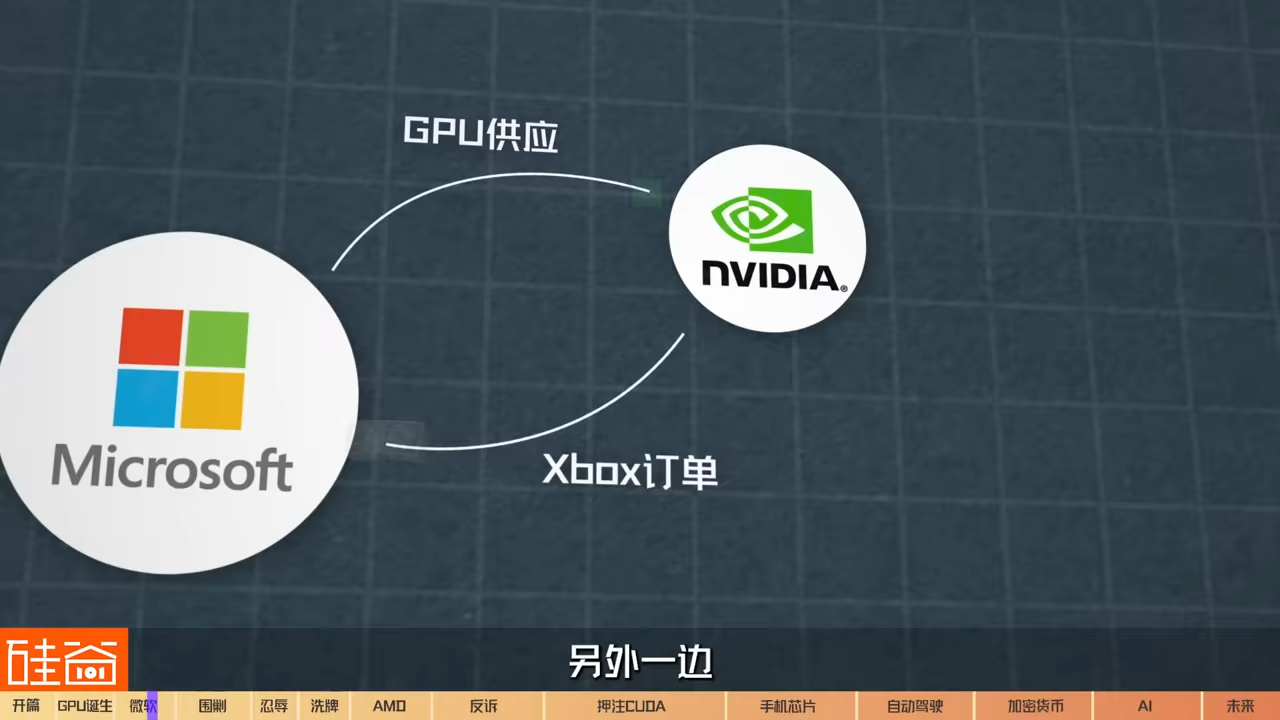 GPU供应
NVIDIA®
Microsoft
Xbox订单
另外一边
硅谷
101
开篇 GPU诞生 微软 围剿 忍辱 洗牌 AMD 反诉 押注CUDA 手机芯片 自动驾驶 加密货币 AI 未来